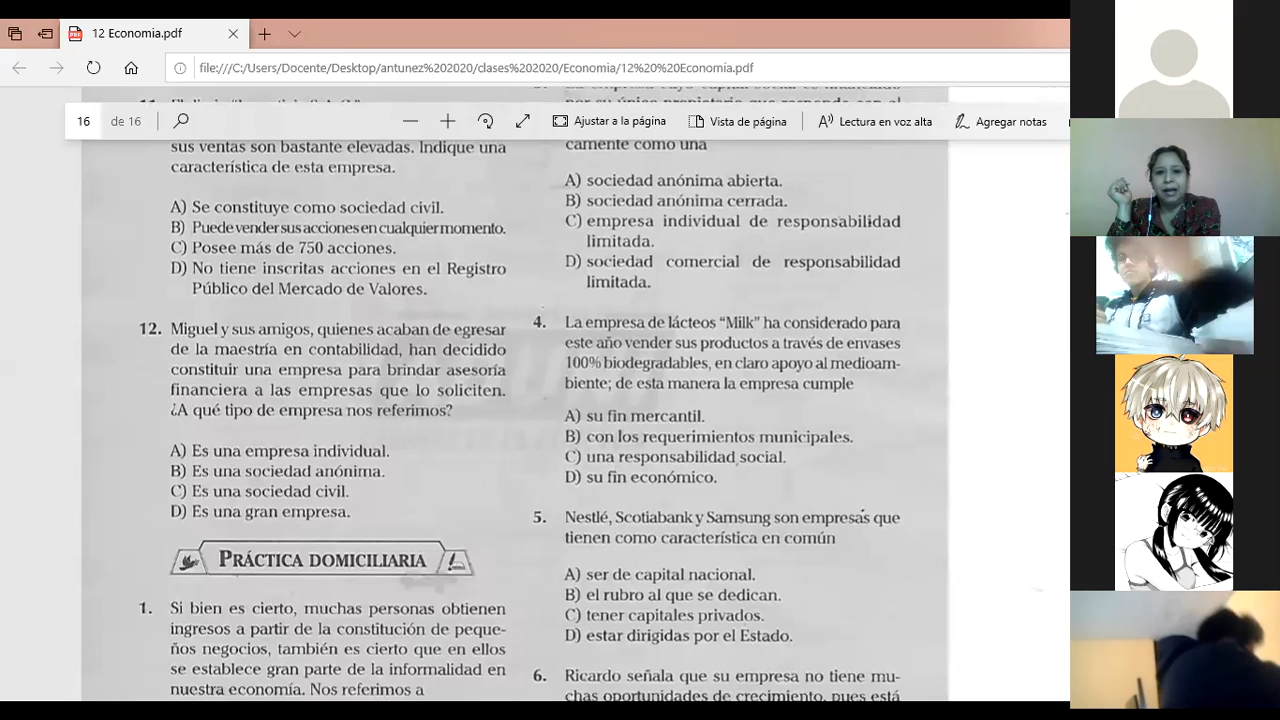 12 Economia.pdf
file:///C:/Users/Docente/Desktop/antunez%202020/clases%202020/Economia/12%20%20Economia.pdf
16 de 16
Ajustar a la página
Vista de página
Lectura en voz alta
Agregar notas
sus ventas son bastante elevadas. Indique una
característica de esta empresa.
A) Se constituye como sociedad civil.
B) Puede vender sus acciones en cualquier momento.
C) Posee más de 750 acciones.
D) No tiene inscritas acciones en el Registro
Público del Mercado de Valores.
12. Miguel y sus amigos, quienes acaban de egresar
de la maestría en contabilidad, han decidido
constituir una empresa para brindar asesoría
financiera a las empresas que lo soliciten.
¿A qué tipo de empresa nos referimos?
A) Es una empresa individual.
B) Es una sociedad anónima.
C) Es una sociedad civil.
D) Es una gran empresa.
PRÁCTICA DOMICILIARIA
1. Si bien es cierto, muchas personas obtienen
ingresos a partir de la constitución de peque-
ños negocios, también es cierto que en ellos
se establece gran parte de la informalidad en
nuestra economía. Nos referimos a
camente como una
A) sociedad anónima abierta.
B) sociedad anónima cerrada.
C) empresa individual de responsabilidad
limitada.
D) sociedad comercial de responsabilidad
limitada.
4. La empresa de lácteos “Milk” ha considerado para
este año vender sus productos a través de envases
100% biodegradables, en claro apoyo al medioam-
biente; de esta manera la empresa cumple
A) su fin mercantil.
B) con los requerimientos municipales.
C) una responsabilidad social.
D) su fin económico.
5. Nestlé, Scotiabank y Samsung son empresas que
tienen como característica en común
A) ser de capital nacional.
B) el rubro al que se dedican.
C) tener capitales privados.
D) estar dirigidas por el Estado.
6. Ricardo señala que su empresa no tiene mu-
chas oportunidades de crecimiento, pues está